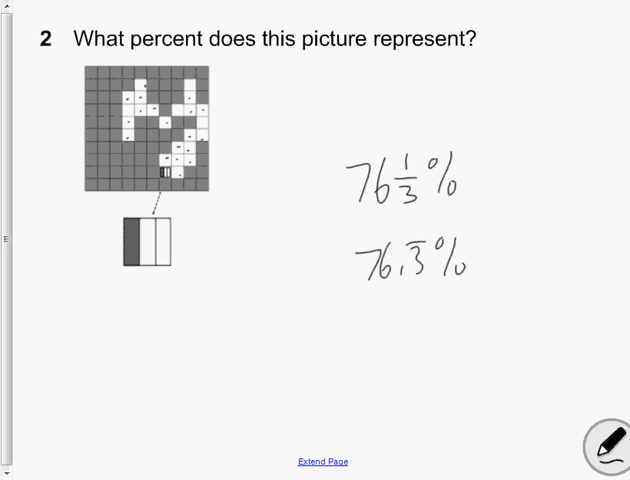 2 What percent does this picture represent?
76 1/3 %
76.3̅ %
Extend Page